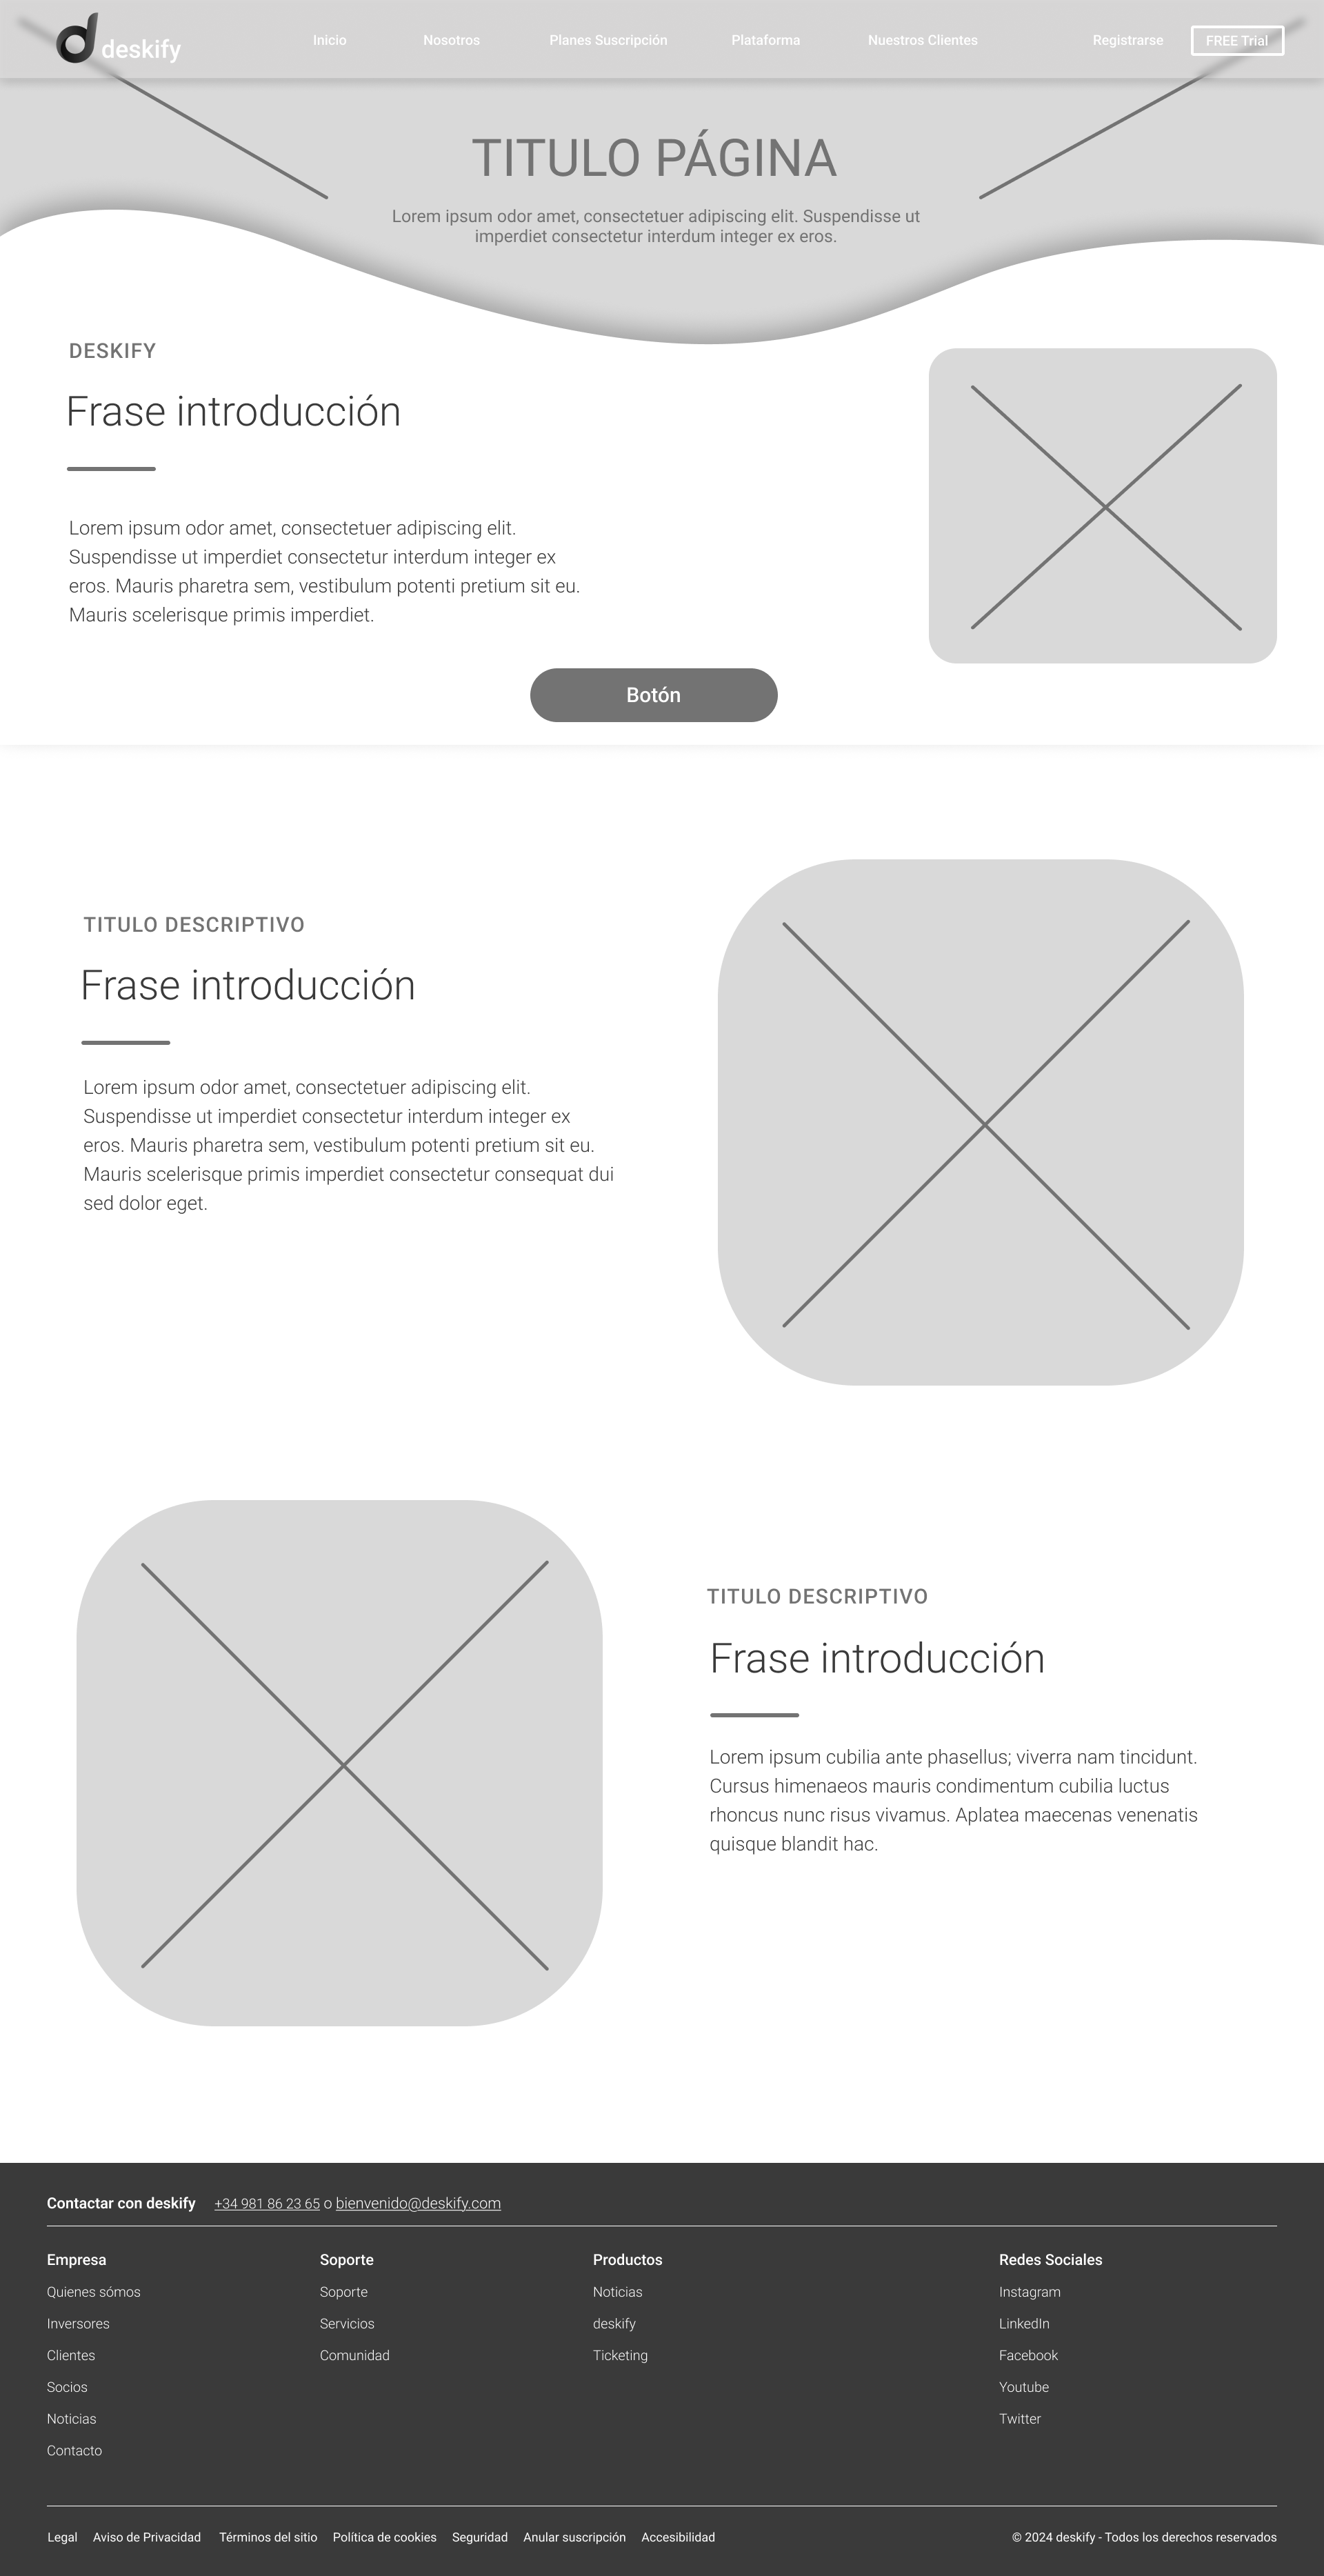 deskify
Inicio
Nosotros
Planes Suscripción
Plataforma
Nuestros Clientes
Registrarse
FREE Trial
TITULO PÁGINA
Lorem ipsum odor amet, consectetuer adipiscing elit. Suspendisse ut
imperdiet consectetur interdum integer ex eros.
DESKIFY
Frase introducción
Lorem ipsum odor amet, consectetuer adipiscing elit.
Suspendisse ut imperdiet consectetur interdum integer ex
eros. Mauris pharetra sem, vestibulum potenti pretium sit eu.
Mauris scelerisque primis imperdiet.
Botón
TITULO DESCRIPTIVO
Frase introducción
Lorem ipsum odor amet, consectetuer adipiscing elit.
Suspendisse ut imperdiet consectetur interdum integer ex
eros. Mauris pharetra sem, vestibulum potenti pretium sit eu.
Mauris scelerisque primis imperdiet consectetur consequat dui
sed dolor eget.
TITULO DESCRIPTIVO
Frase introducción
Lorem ipsum cubilia ante phasellus; viverra nam tincidunt.
Cursus himenaeos mauris condimentum cubilia luctus
rhoncus nunc risus vivamus. Aplatea maecenas venenatis
quisque blandit hac.
Contactar con deskify +34 981 86 23 65 o bienvenido@deskify.com
Empresa
Quienes sómos
Inversores
Clientes
Socios
Noticias
Contacto
Soporte
Soporte
Servicios
Comunidad
Productos
Noticias
deskify
Ticketing
Redes Sociales
Instagram
LinkedIn
Facebook
Youtube
Twitter
Legal Aviso de Privacidad Términos del sitio Política de cookies Seguridad Anular suscripción Accesibilidad
© 2024 deskify - Todos los derechos reservados